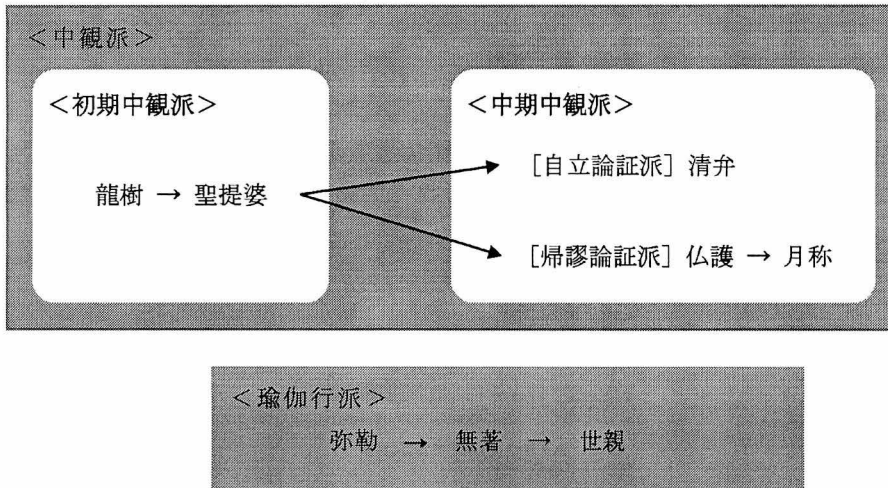 ＜中観派＞
＜初期中観派＞
龍樹 → 聖提婆
＜中期中観派＞
［自立論証派］清弁
［帰謬論証派］仏護 → 月称
＜瑜伽行派＞
弥勒 → 無著 → 世親